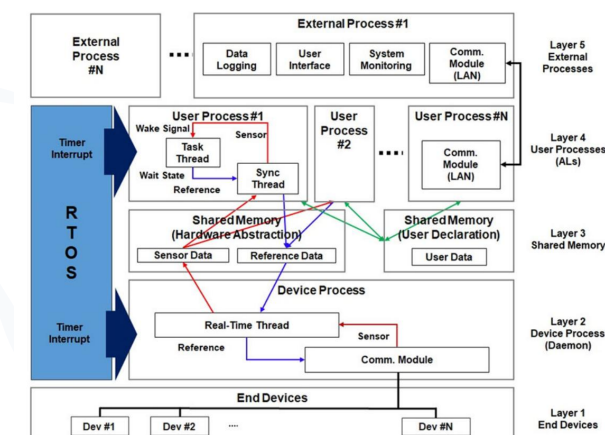 External Process #1
External
Process
#N
Data
Logging
User
Interface
System
Monitoring
Comm.
Module
(LAN)
Layer 5
External
Processes
RTOS
Timer
Interrupt
User Process #1
Wake Signal
Sensor
Task
Thread
Wait State
Sync
Thread
Reference
User
Process
#2
User Process #N
Comm.
Module
(LAN)
Layer 4
User Processes
(ALs)
Shared Memory
(Hardware Abstraction)
Sensor Data
Reference Data
Shared Memory
(User Declaration)
User Data
Layer 3
Shared Memory
Timer
Interrupt
Device Process
Real-Time Thread
Sensor
Reference
Comm. Module
Layer 2
Device Process
(Daemon)
End Devices
Dev #1
Dev #2
....
Dev #N
Layer 1
End Devices